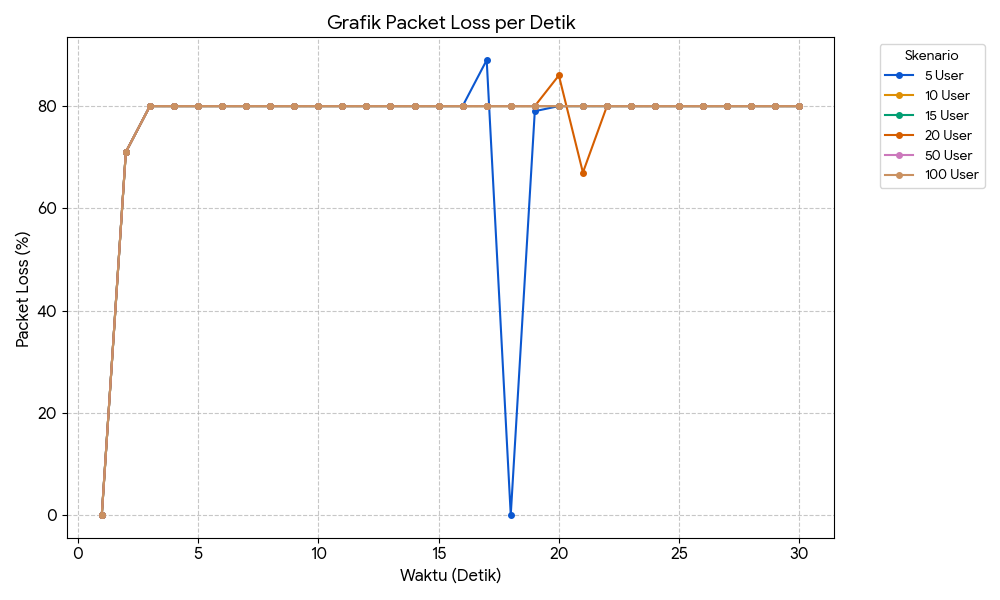 Grafik Packet Loss per Detik
Packet Loss (%)
80
60
40
20
0
0 5 10 15 20 25 30
Waktu (Detik)
Skenario
5 User
10 User
15 User
20 User
50 User
100 User